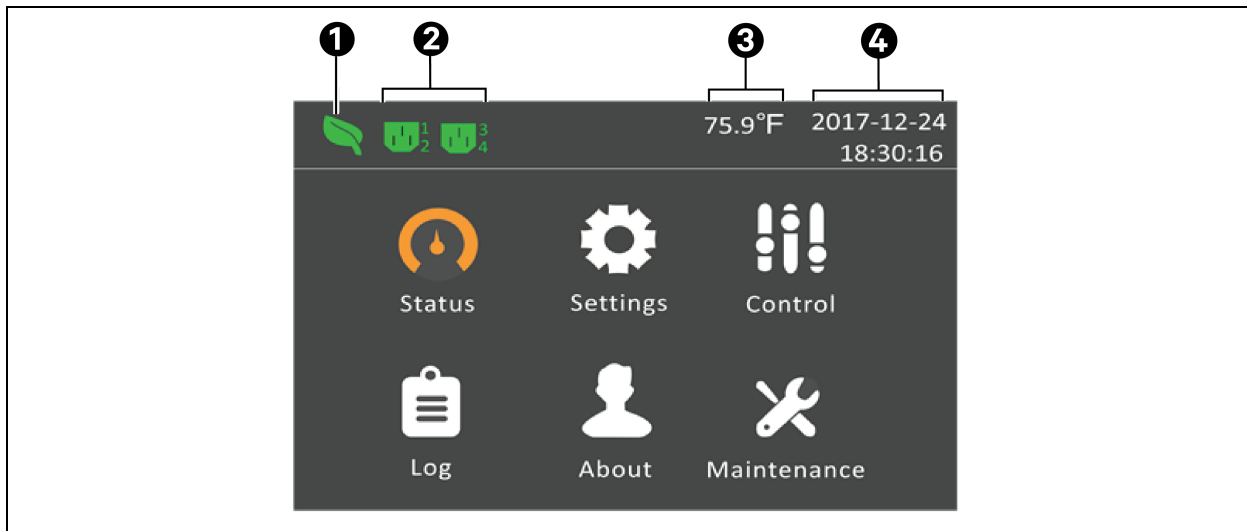 1 2 3 4
1 3 75.9°F 2017-12-24
2 4 18:30:16
Status Settings Control
Log About Maintenance